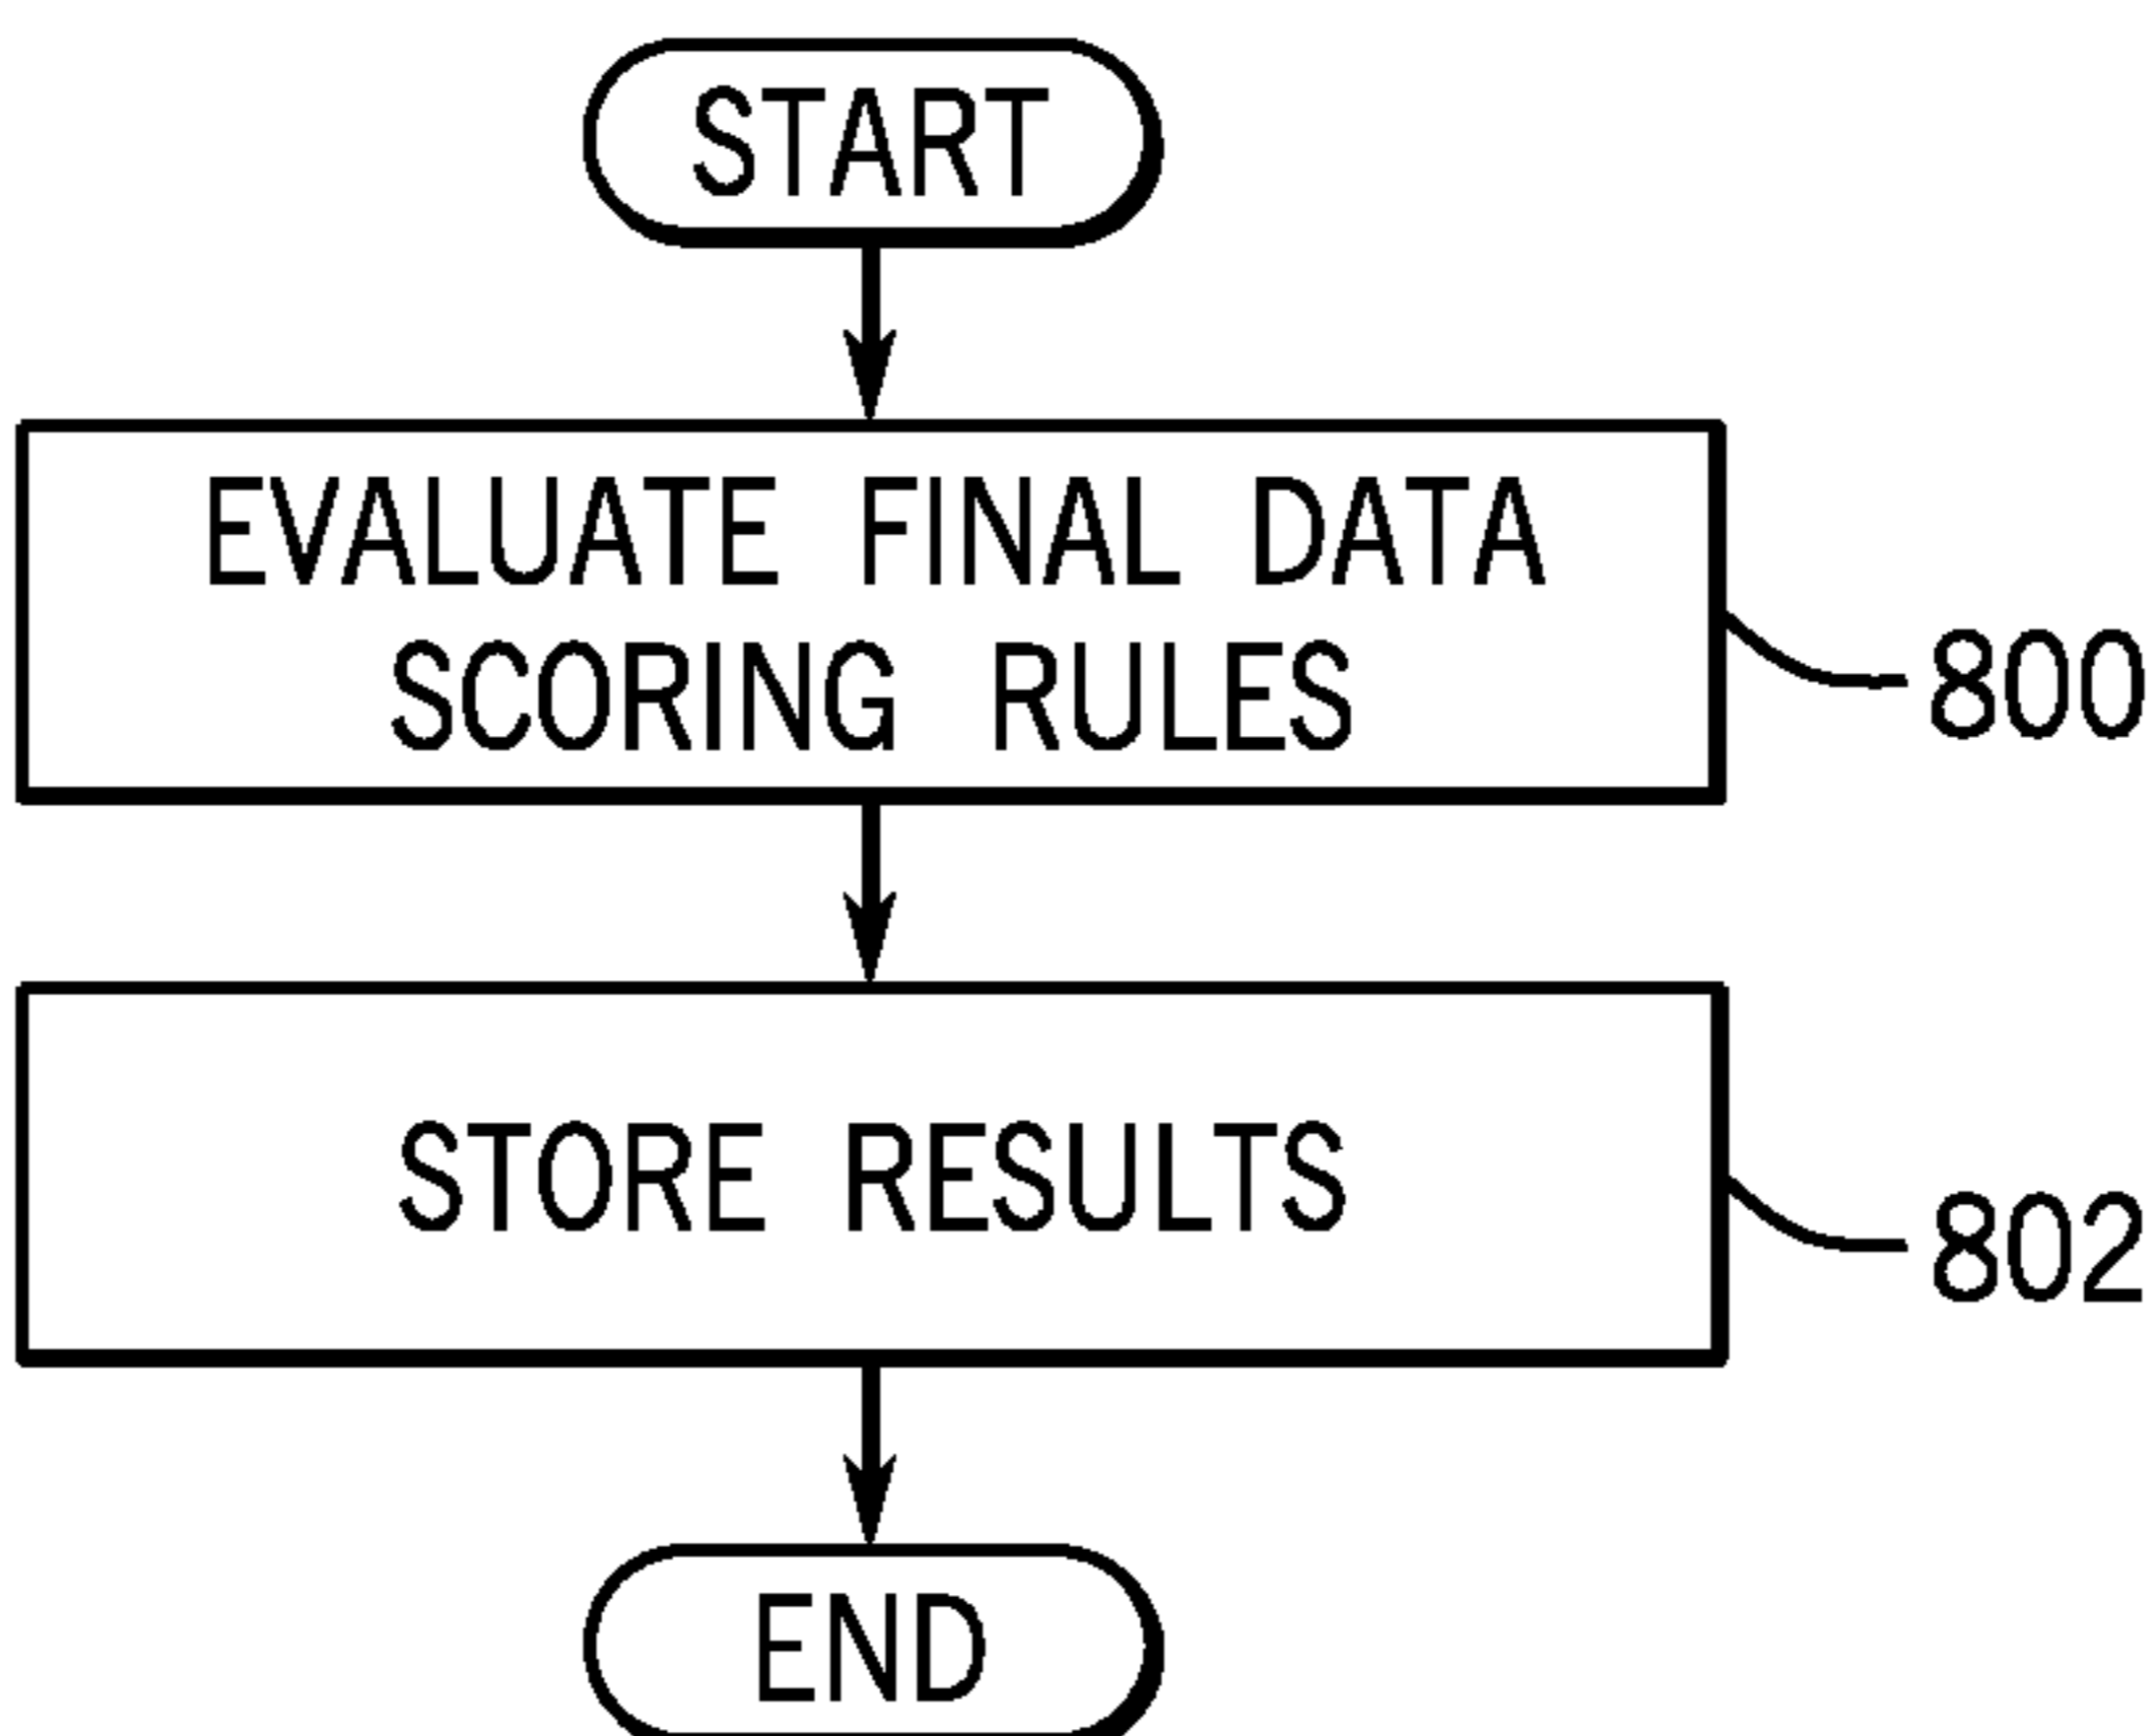 START
EVALUATE FINAL DATA
SCORING RULES
800
STORE RESULTS
802
END